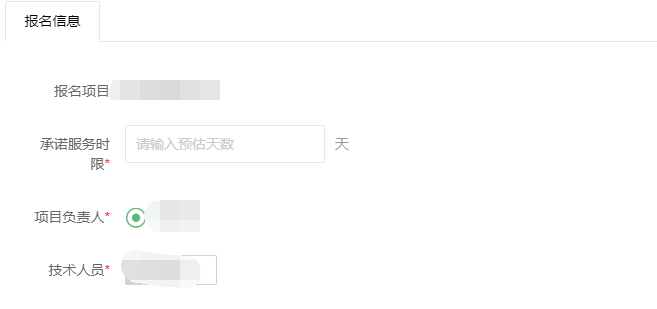 报名信息
报名项目
承诺服务时 请输入预估天数 天
限*
项目负责人*
技术人员*